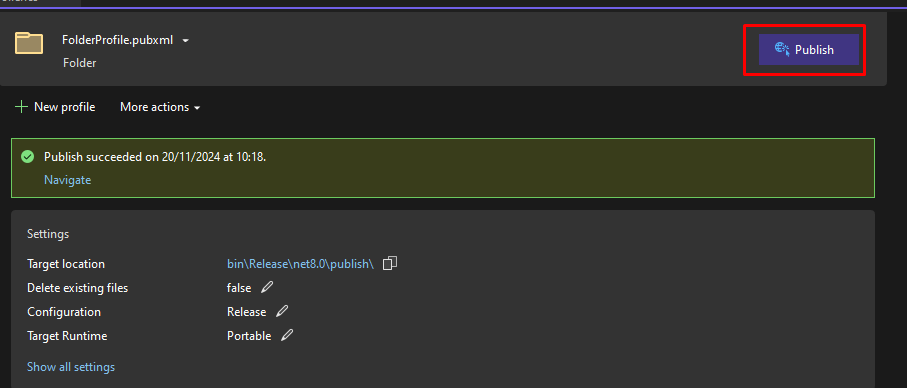 FolderProfile.pubxml
Folder
Publish
New profile
More actions
Publish succeeded on 20/11/2024 at 10:18.
Navigate
Settings
Target location bin\Release\net8.0\publish\
Delete existing files false
Configuration Release
Target Runtime Portable
Show all settings